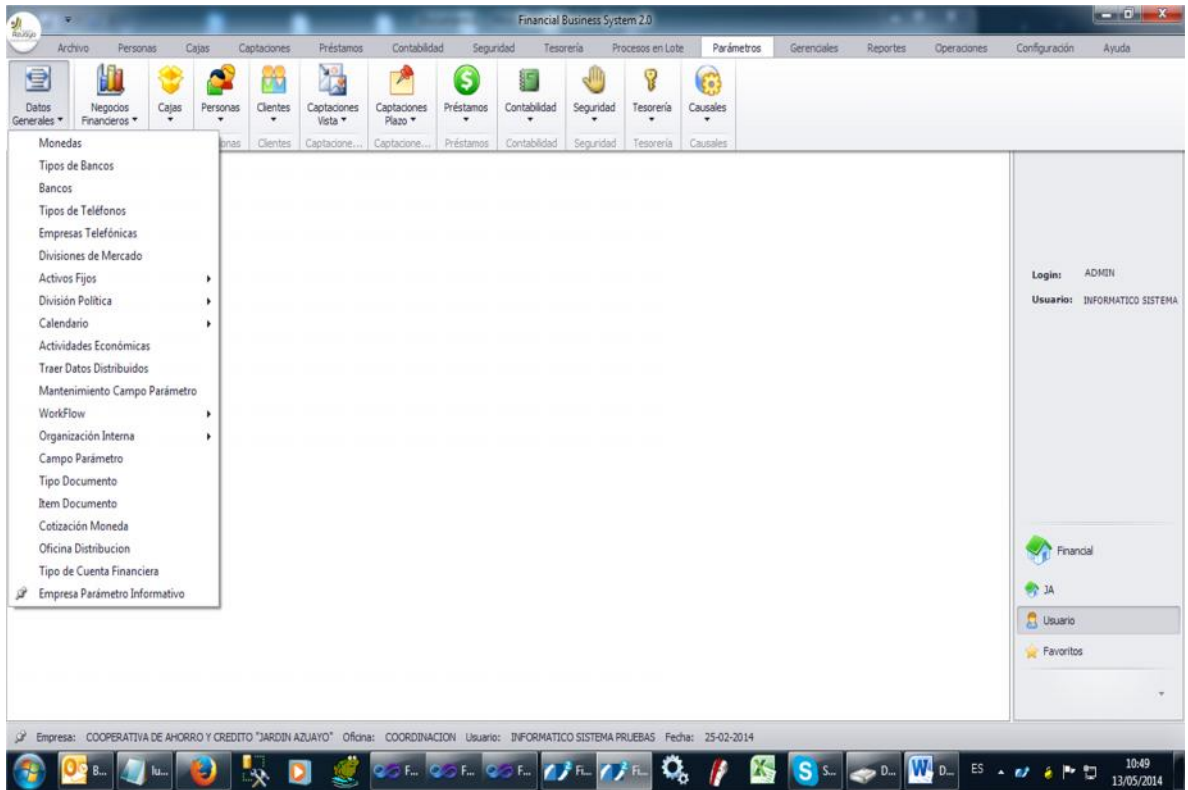 Financial Business System 2.0
Archivo Personas Cajas Captaciones Préstamos Contabilidad Seguridad Tesorería Procesos en Lote Parámetros Gerenciales Reportes Operaciones Configuración Ayuda
Datos Generales
Negocios Financieros
Cajas
Personas
Clientes
Captaciones Vista
Captaciones Plazo
Préstamos
Contabilidad
Seguridad
Tesorería
Causales
onas Clientes Captacione... Captacione... Préstamos Contabilidad Seguridad Tesorería Causales
Monedas
Tipos de Bancos
Bancos
Tipos de Teléfonos
Empresas Telefónicas
Divisiones de Mercado
Activos Fijos
División Política
Calendario
Actividades Económicas
Traer Datos Distribuidos
Mantenimiento Campo Parámetro
WorkFlow
Organización Interna
Campo Parámetro
Tipo Documento
Item Documento
Cotización Moneda
Oficina Distribucion
Tipo de Cuenta Financiera
Empresa Parámetro Informativo
Login: ADMIN
Usuario: INFORMATICO SISTEMA
Financial
JA
Usuario
Favoritos
Empresa: COOPERATIVA DE AHORRO Y CREDITO "JARDIN AZUAYO" Oficina: COORDINACION Usuario: INFORMATICO SISTEMA PRUEBAS Fecha: 25-02-2014
B... lu... F... F... F... Fi... Fi... S... D... D... ES 10:49
13/05/2014